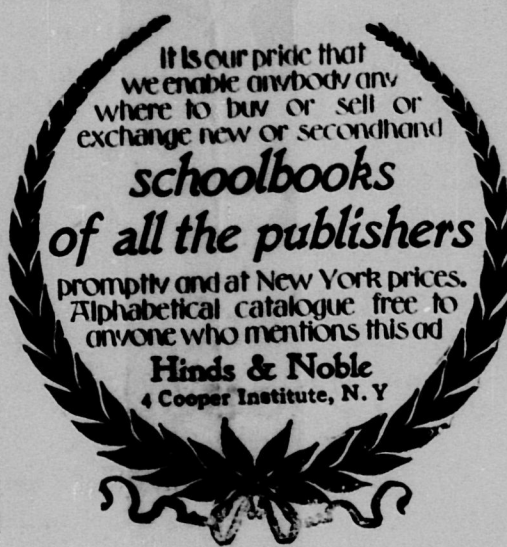 It Is our pride that
we enable anybody any
where to buy or sell or
exchange new or secondhand
schoolbooks
of all the publishers
promptly and at New York prices.
Alphabetical catalogue free to
anyone who mentions this ad
Hinds & Noble
4 Cooper Institute, N. Y